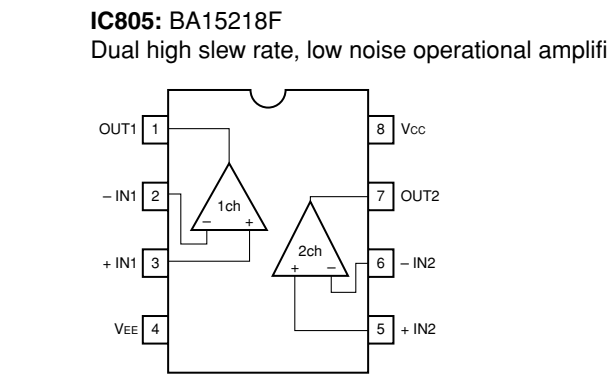 IC805: BA15218F
Dual high slew rate, low noise operational amplifi
OUT1 1
8 VCC
– IN1 2
7 OUT2
1ch
– +
+ IN1 3
2ch
+ –
6 – IN2
VEE 4
5 + IN2